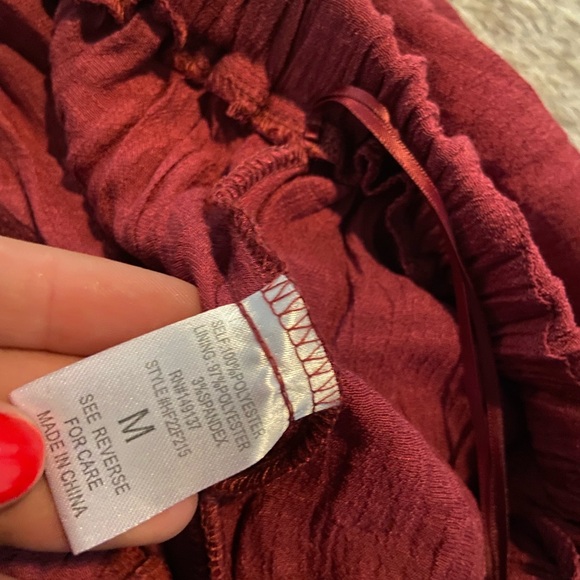 SELF: 100%POLYESTER
LINING: 97%POLYESTER
3%SPANDEX
RN#149137
STYLE #HF22F215
M
SEE REVERSE
FOR CARE
MADE IN CHINA